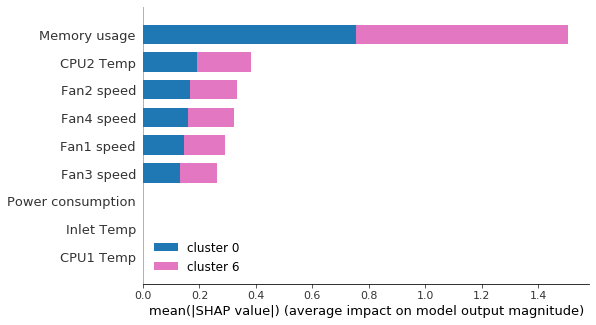 Memory usage
CPU2 Temp
Fan2 speed
Fan4 speed
Fan1 speed
Fan3 speed
Power consumption
Inlet Temp
CPU1 Temp
cluster 0
cluster 6
0.0 0.2 0.4 0.6 0.8 1.0 1.2 1.4
mean(|SHAP value|) (average impact on model output magnitude)